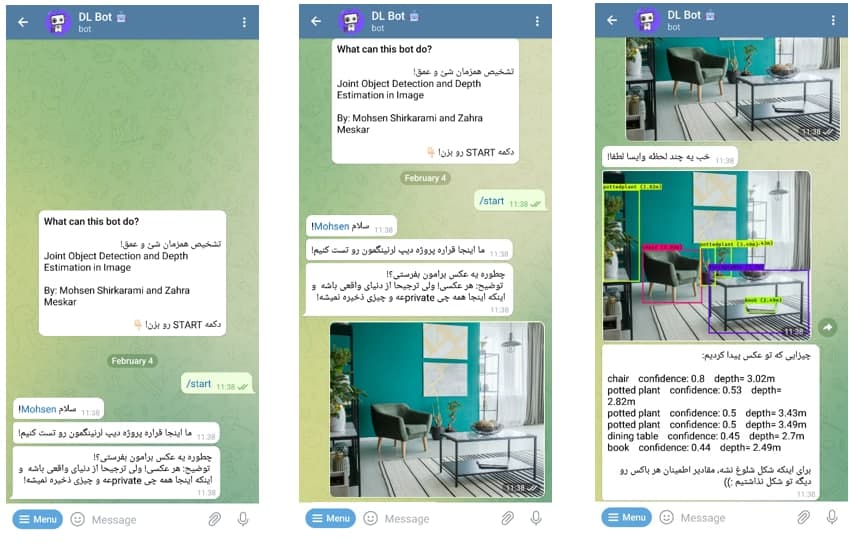 DL Bot
bot
What can this bot do?
تشخیص همزمان شئ و عمق!
Joint Object Detection and Depth
Estimation in Image
By: Mohsen Shirkarami and Zahra
Meskar
دکمه START رو بزن!
February 4
/start 11:38
سلام Mohsen!
11:38
ما اینجا قراره پروژه دیپ لرنینگمون رو تست کنیم!
11:38
چطوره یه عکس برامون بفرستی؟!
توضیح: هر عکسی! ولی ترجیحا از دنیای واقعی باشه و
اینکه اینجا همه چی privateعه و چیزی ذخیره نمیشه!
11:38
Menu
Message
DL Bot
bot
What can this bot do?
تشخیص همزمان شئ و عمق!
Joint Object Detection and Depth
Estimation in Image
By: Mohsen Shirkarami and Zahra
Meskar
دکمه START رو بزن!
February 4
/start 11:38
سلام Mohsen!
11:38
ما اینجا قراره پروژه دیپ لرنینگمون رو تست کنیم!
11:38
چطوره یه عکس برامون بفرستی؟!
توضیح: هر عکسی! ولی ترجیحا از دنیای واقعی باشه و
اینکه اینجا همه چی privateعه و چیزی ذخیره نمیشه!
11:38
11:38
Menu
Message
DL Bot
bot
11:38
خب یه چند لحظه وایسا لطفا!
11:38
pottedplant (2.82m)
chair (3.02m)
pottedplant (3.49m)
book (2.49m)
11:38
چیزایی که تو عکس پیدا کردیم:
chair confidence: 0.8 depth= 3.02m
potted plant confidence: 0.53 depth=
2.82m
potted plant confidence: 0.5 depth= 3.43m
potted plant confidence: 0.5 depth= 3.49m
dining table confidence: 0.45 depth= 2.7m
book confidence: 0.44 depth= 2.49m
برای اینکه شکل شلوغ نشه، مقادیر اطمینان هر باکس رو
دیگه تو شکل نذاشتیم :))
11:38
Menu
Message